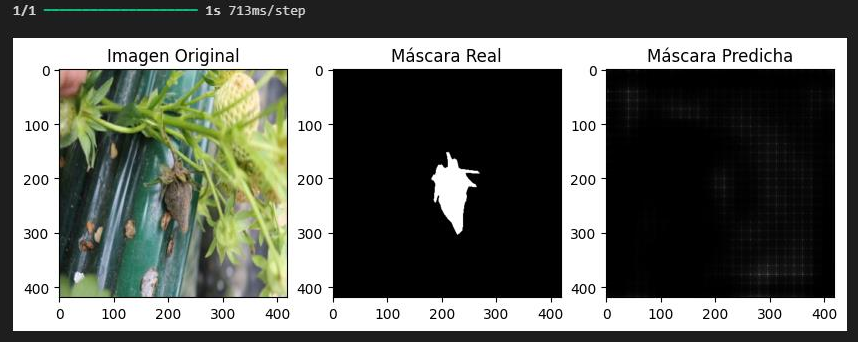 1/1 1s 713ms/step
Imagen Original Máscara Real Máscara Predicha
0 0 0
100 100 100
200 200 200
300 300 300
400 400 400
0 100 200 300 400 0 100 200 300 400 0 100 200 300 400